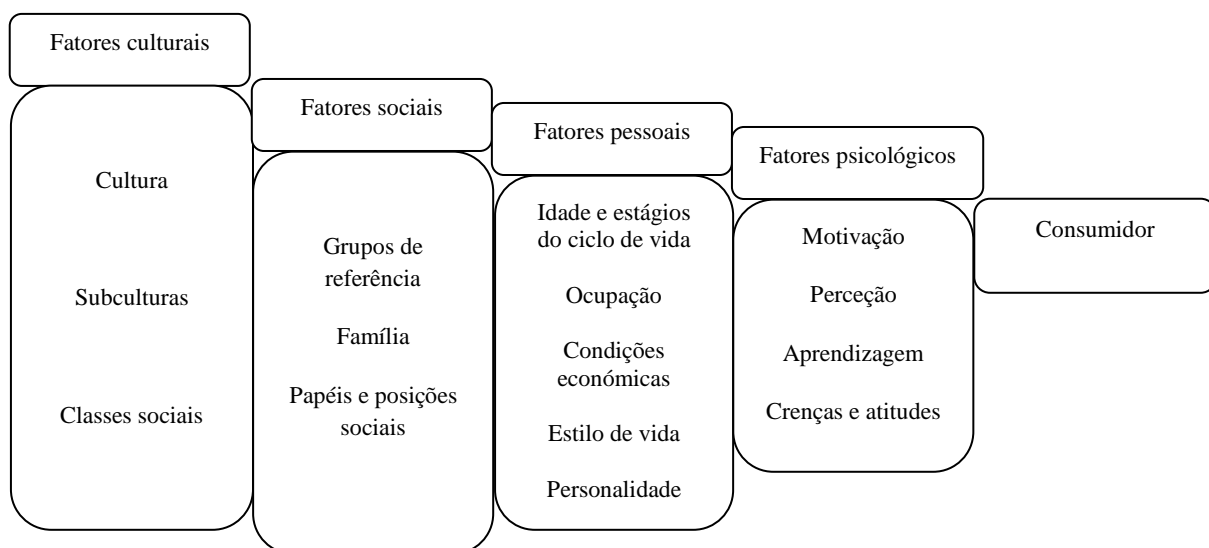 Fatores culturais
Cultura
Subculturas
Classes sociais
Fatores sociais
Grupos de
referência
Família
Papéis e posições
sociais
Fatores pessoais
Idade e estágios
do ciclo de vida
Ocupação
Condições
económicas
Estilo de vida
Personalidade
Fatores psicológicos
Motivação
Perceção
Aprendizagem
Crenças e atitudes
Consumidor